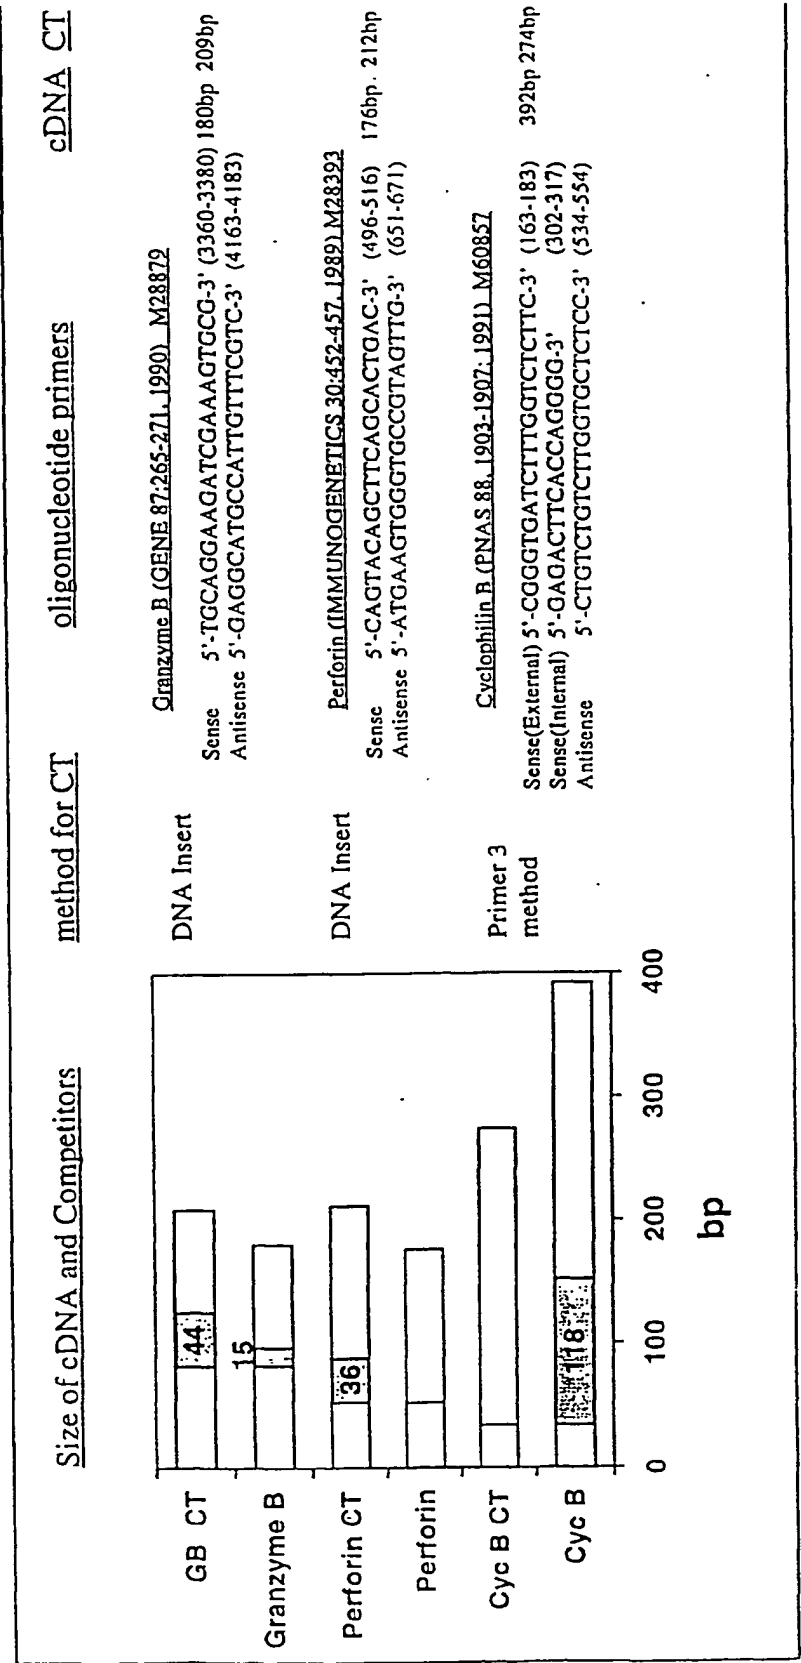 Size of cDNA and Competitors
method for CT
oligonucleotide primers
cDNA CT
GB CT
Granzyme B
Perforin CT
Perforin
Cyc B CT
Cyc B
44
15
36
118
0
100
200
300
400
bp
DNA Insert
Granzyme B (GENE 87:265-271, 1990) M28879
Sense 5'-TGCAGGAAGATCGAAAGTGCG-3' (3360-3380) 180bp 209bp
Antisense 5'-GAGGCATGCCATTGTTTCGTC-3' (4163-4183)
DNA Insert
Perforin (IMMUNOGENETICS 30:452-457, 1989) M28393
Sense 5'-CAGTACAGCTTCAGCACTGAC-3' (496-516) 176bp. 212bp
Antisense 5'-ATGAAGTGGGTGCCGTAGTTG-3' (651-671)
Primer 3
method
Cyclophilin B (PNAS 88, 1903-1907; 1991) M60857
Sense(External) 5'-CGGGTGATCTTTGGTCTCTTC-3' (163-183) 392bp 274bp
Sense(Internal) 5'-GAGACTTCACCAGGGG-3' (302-317)
Antisense 5'-CTGTCTGTCTTGGTGCTCTCC-3' (534-554)